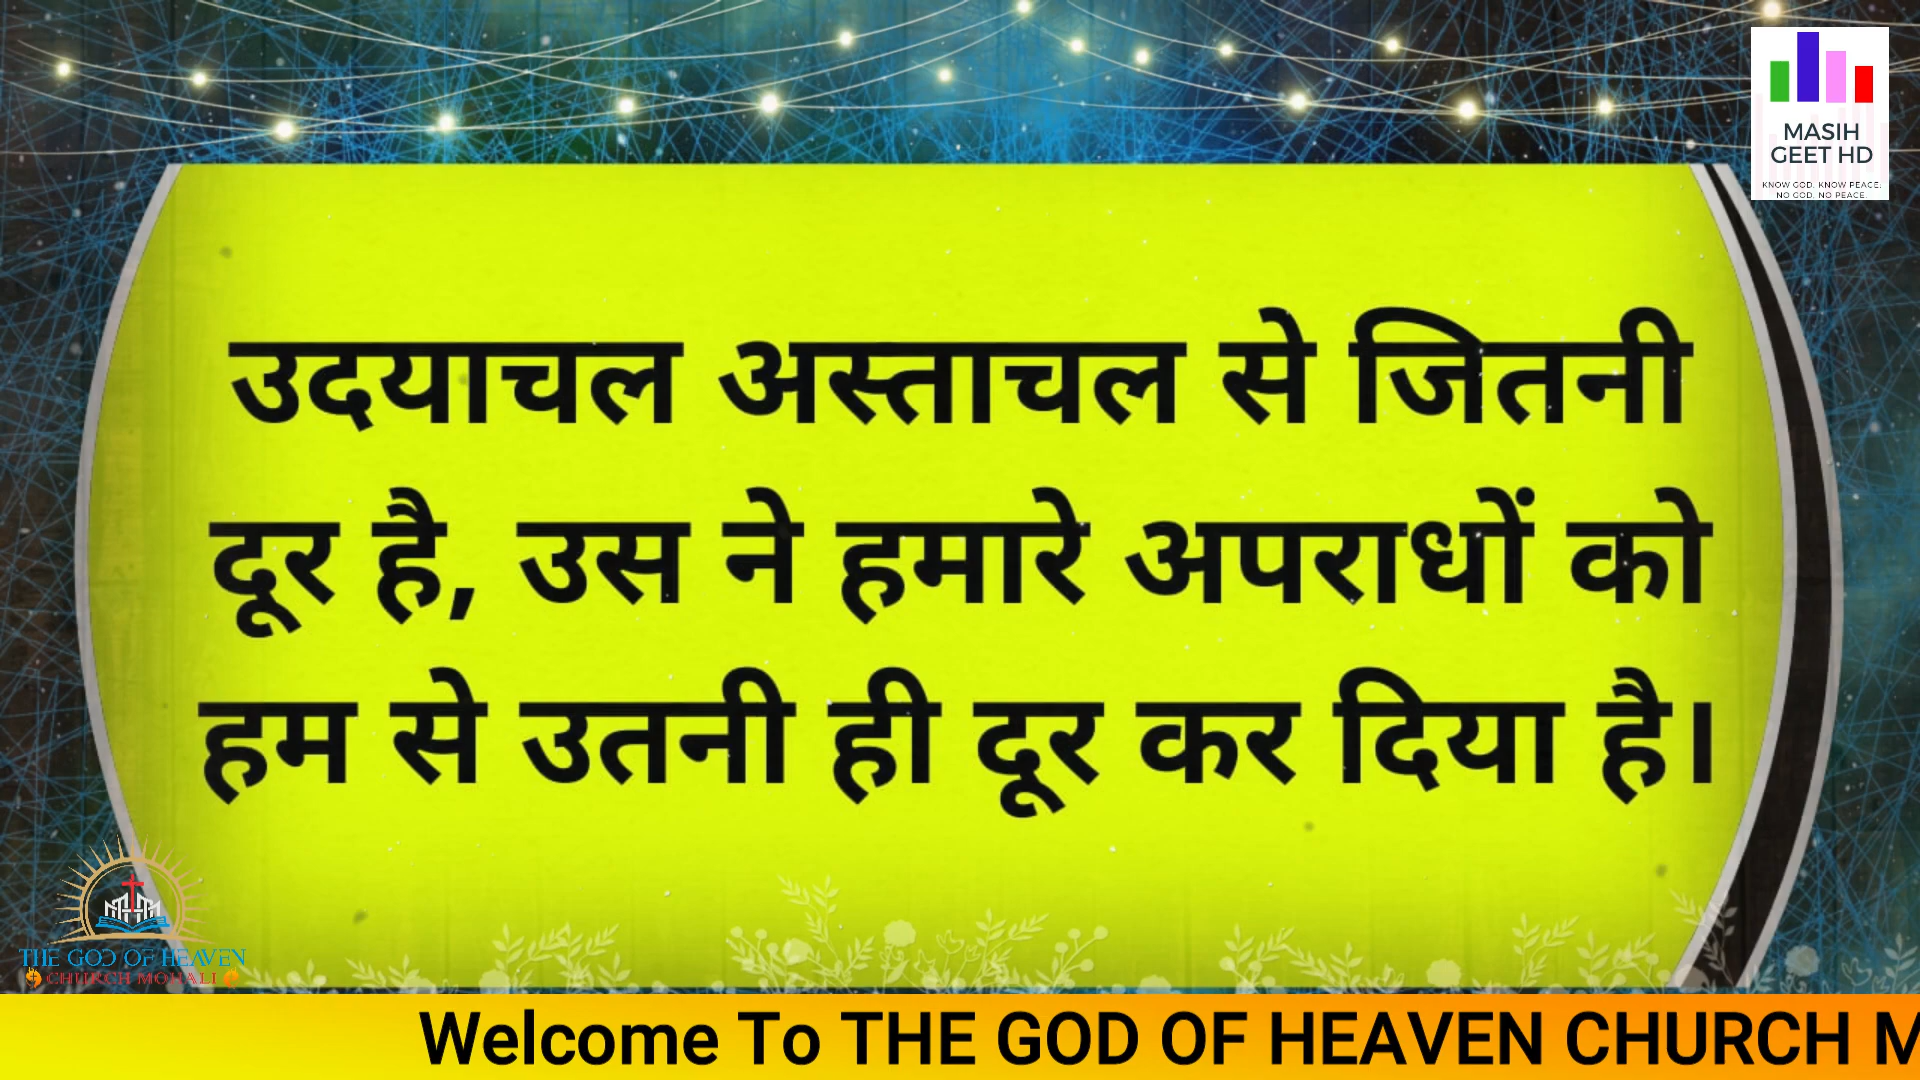 MASIH
GEET HD
KNOW GOD, KNOW PEACE.
NO GOD, NO PEACE.
उदयाचल अस्ताचल से जितनी
दूर है, उस ने हमारे अपराधों को
हम से उतनी ही दूर कर दिया है।
THE GOD OF HEAVEN
CHURCH MOHALI
Welcome To THE GOD OF HEAVEN CHURCH M